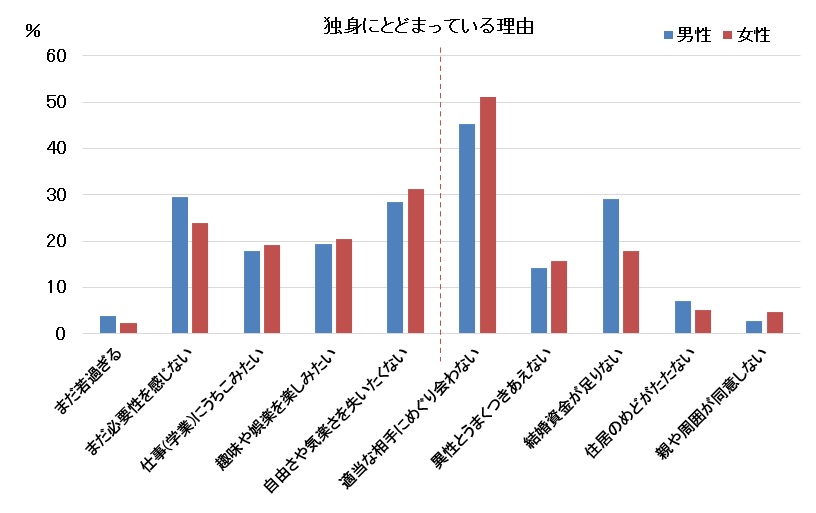 独身にとどまっている理由
%
男性 女性
60
50
40
30
20
10
0
まだ若過ぎる
まだ必要性を感じない
仕事(学業)にうちこみたい
趣味や娯楽を楽しみたい
自由さや気楽さを失いたくない
適当な相手にめぐり会わない
異性とうまくつきあえない
結婚資金が足りない
住居のめどがたたない
親や周囲が同意しない